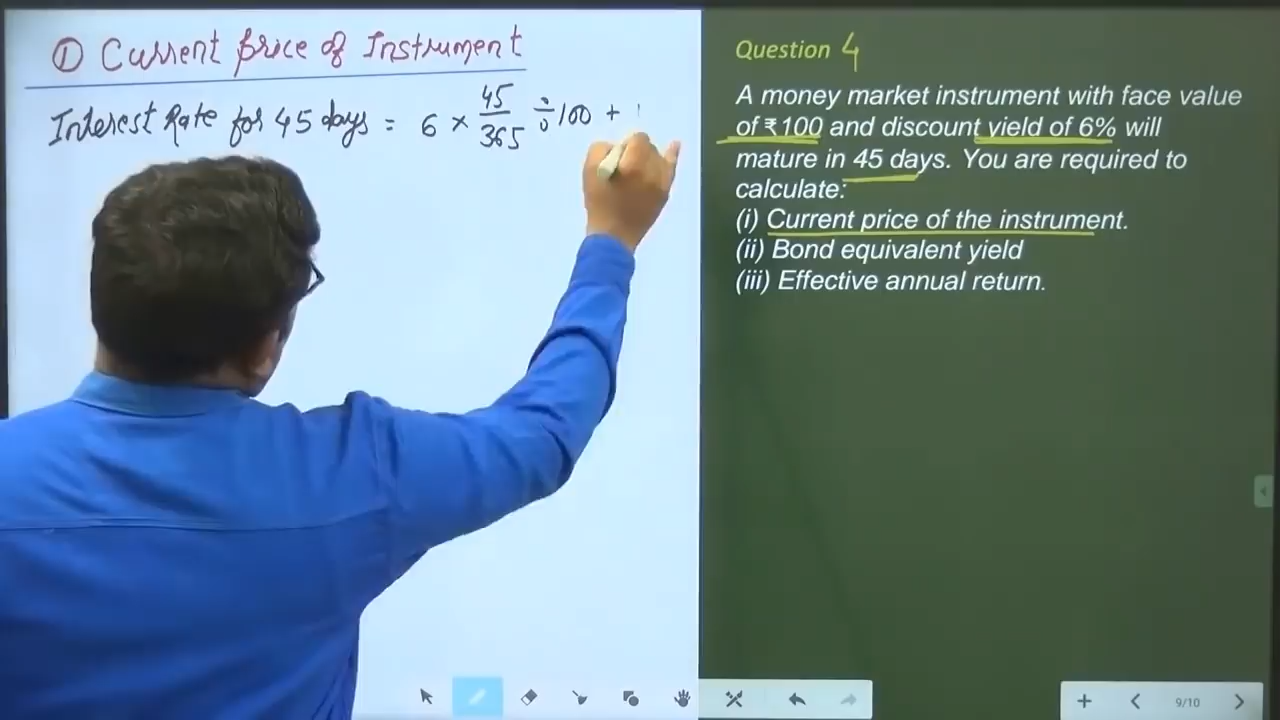 ① Current price of Instrument
Interest Rate for 45 days = 6 × 45/365 ÷ 100 +
Question 4
A money market instrument with face value
of ₹100 and discount yield of 6% will
mature in 45 days. You are required to
calculate:
(i) Current price of the instrument.
(ii) Bond equivalent yield
(iii) Effective annual return.
9/10